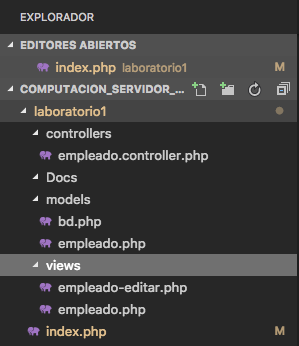 EXPLORADOR
EDITORES ABIERTOS
index.php laboratorio1 M
COMPUTACION_SERVIDOR_...
laboratorio1
controllers
empleado.controller.php
Docs
models
bd.php
empleado.php
views
empleado-editar.php
empleado.php
index.php M